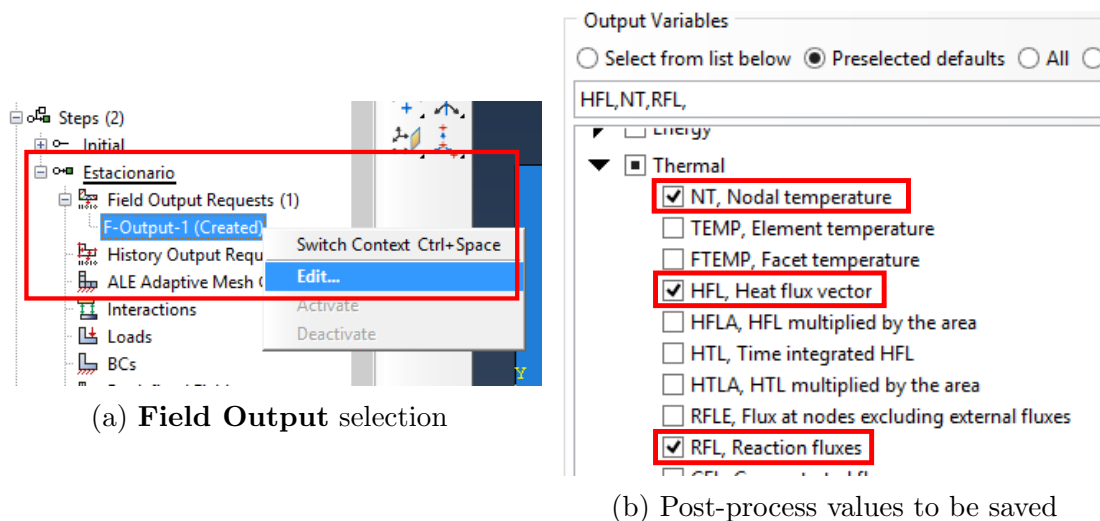 Steps (2)
Initial
Estacionario
Field Output Requests (1)
F-Output-1 (Created)
History Output Requ
ALE Adaptive Mesh
Interactions
Loads
BCs
Switch Context Ctrl+Space
Edit...
Activate
Deactivate
Y
(a) Field Output selection
Output Variables
Select from list below Preselected defaults All
HFL,NT,RFL,
Energy
Thermal
NT, Nodal temperature
TEMP, Element temperature
FTEMP, Facet temperature
HFL, Heat flux vector
HFLA, HFL multiplied by the area
HTL, Time integrated HFL
HTLA, HTL multiplied by the area
RFLE, Flux at nodes excluding external fluxes
RFL, Reaction fluxes
(b) Post-process values to be saved